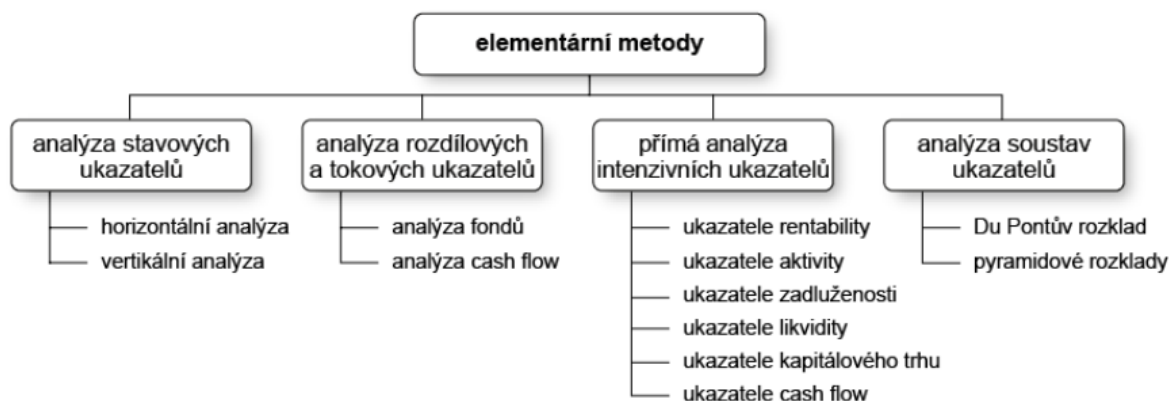 elementární metody
analýza stavových
ukazatelů
analýza rozdílových
a tokových ukazatelů
přímá analýza
intenzivních ukazatelů
analýza soustav
ukazatelů
horizontální analýza
vertikální analýza
analýza fondů
analýza cash flow
ukazatele rentability
ukazatele aktivity
ukazatele zadluženosti
ukazatele likvidity
ukazatele kapitálového trhu
ukazatele cash flow
Du Pontův rozklad
pyramidové rozklady